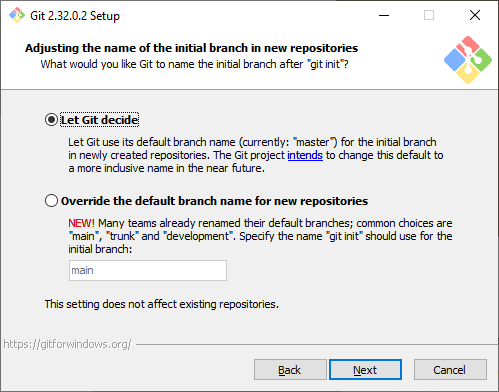 Git 2.32.0.2 Setup
Adjusting the name of the initial branch in new repositories
What would you like Git to name the initial branch after "git init"?
Let Git decide
Let Git use its default branch name (currently: "master") for the initial branch
in newly created repositories. The Git project intends to change this default to
a more inclusive name in the near future.
Override the default branch name for new repositories
NEW! Many teams already renamed their default branches; common choices are
"main", "trunk" and "development". Specify the name "git init" should use for the
initial branch:
main
This setting does not affect existing repositories.
https://gitforwindows.org/
Back
Next
Cancel